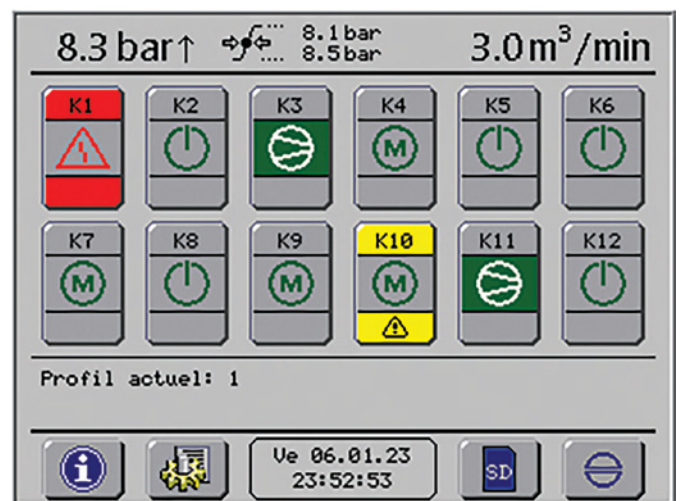 8.3 bar↑ 8.1 bar 3.0 m³/min
8.5 bar
K1 K2 K3 K4 K5 K6
M
K7 K8 K9 K10 K11 K12
M M M
Profil actuel: 1
Ve 06.01.23 SD
23:52:53